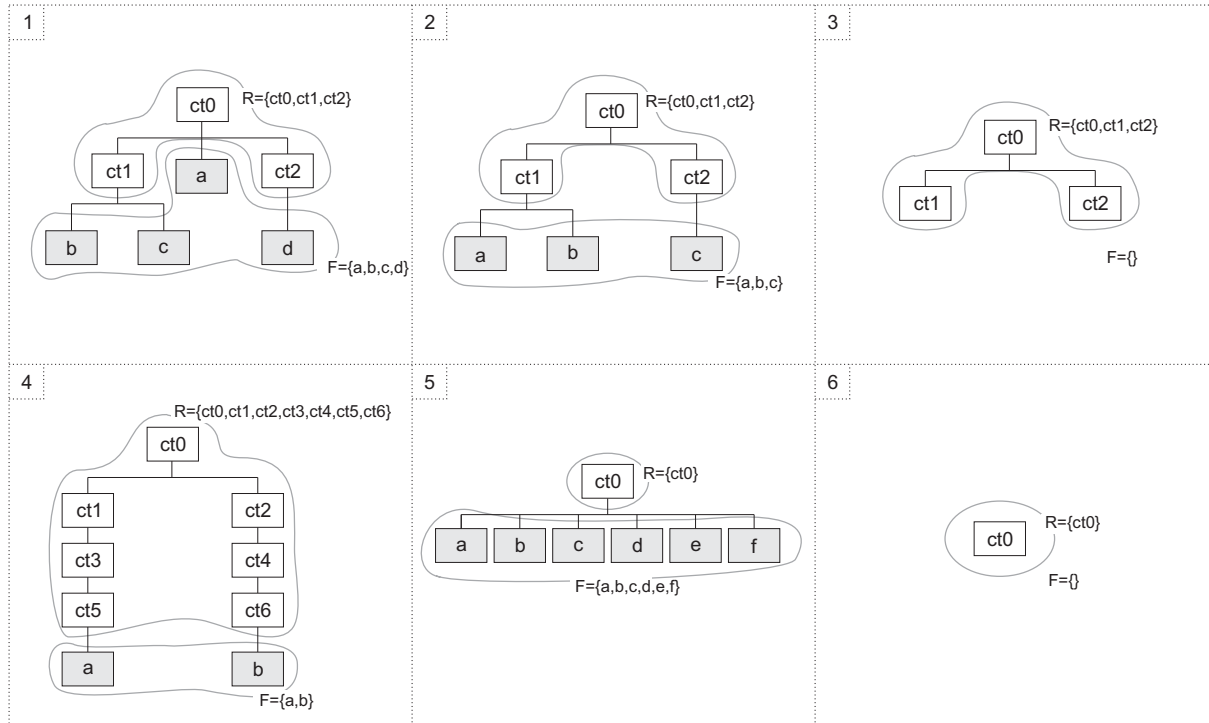 1
ct0
R={ct0,ct1,ct2}
ct1
a
ct2
b
c
d
F={a,b,c,d}
2
ct0
R={ct0,ct1,ct2}
ct1
ct2
a
b
c
F={a,b,c}
3
ct0
R={ct0,ct1,ct2}
ct1
ct2
F={}
4
R={ct0,ct1,ct2,ct3,ct4,ct5,ct6}
ct0
ct1
ct2
ct3
ct4
ct5
ct6
a
b
F={a,b}
5
ct0
R={ct0}
a
b
c
d
e
f
F={a,b,c,d,e,f}
6
R={ct0}
ct0
F={}